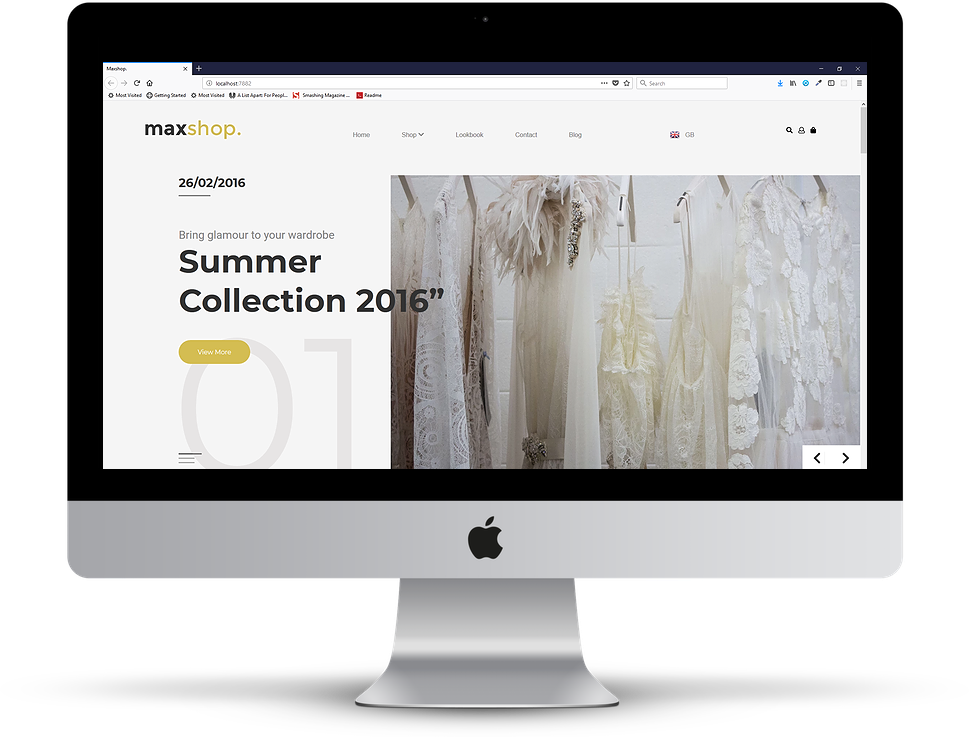 Maxshop.
localhost:7882
Search
Most Visited Getting Started Most Visited A List Apart: For People... Smashing Magazine ... Readme
maxshop.
Home Shop Lookbook Contact Blog GB
26/02/2016
Bring glamour to your wardrobe
Summer
Collection 2016”
View More
01